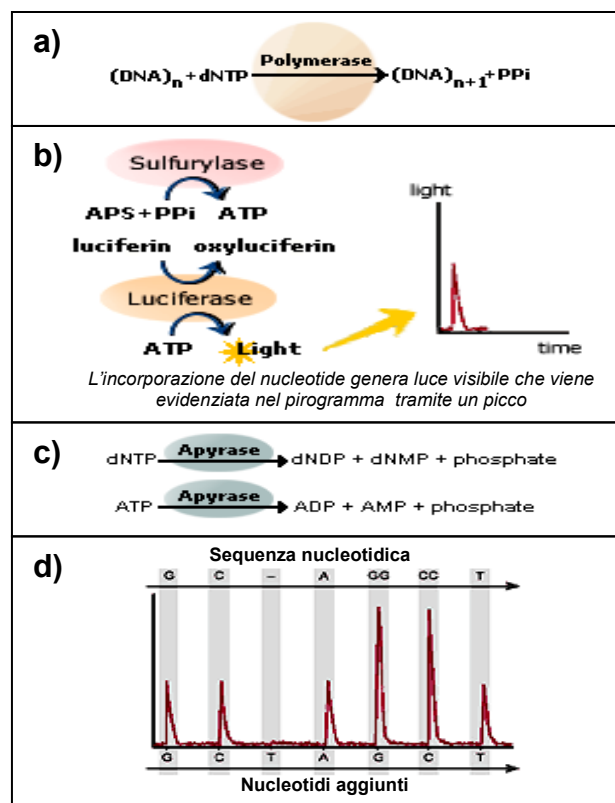 a)
Polymerase
(DNA)n + dNTP (DNA)n+1 + PPi
b)
Sulfurylase
light
APS + PPi ATP
luciferin oxyluciferin
Luciferase
ATP Light
time
L'incorporazione del nucleotide genera luce visibile che viene
evidenziata nel pirogramma tramite un picco
c)
Apyrase
dNTP dNDP + dNMP + phosphate
Apyrase
ATP ADP + AMP + phosphate
d)
Sequenza nucleotidica
G C – A GG CC T
G C T A G C T
Nucleotidi aggiunti